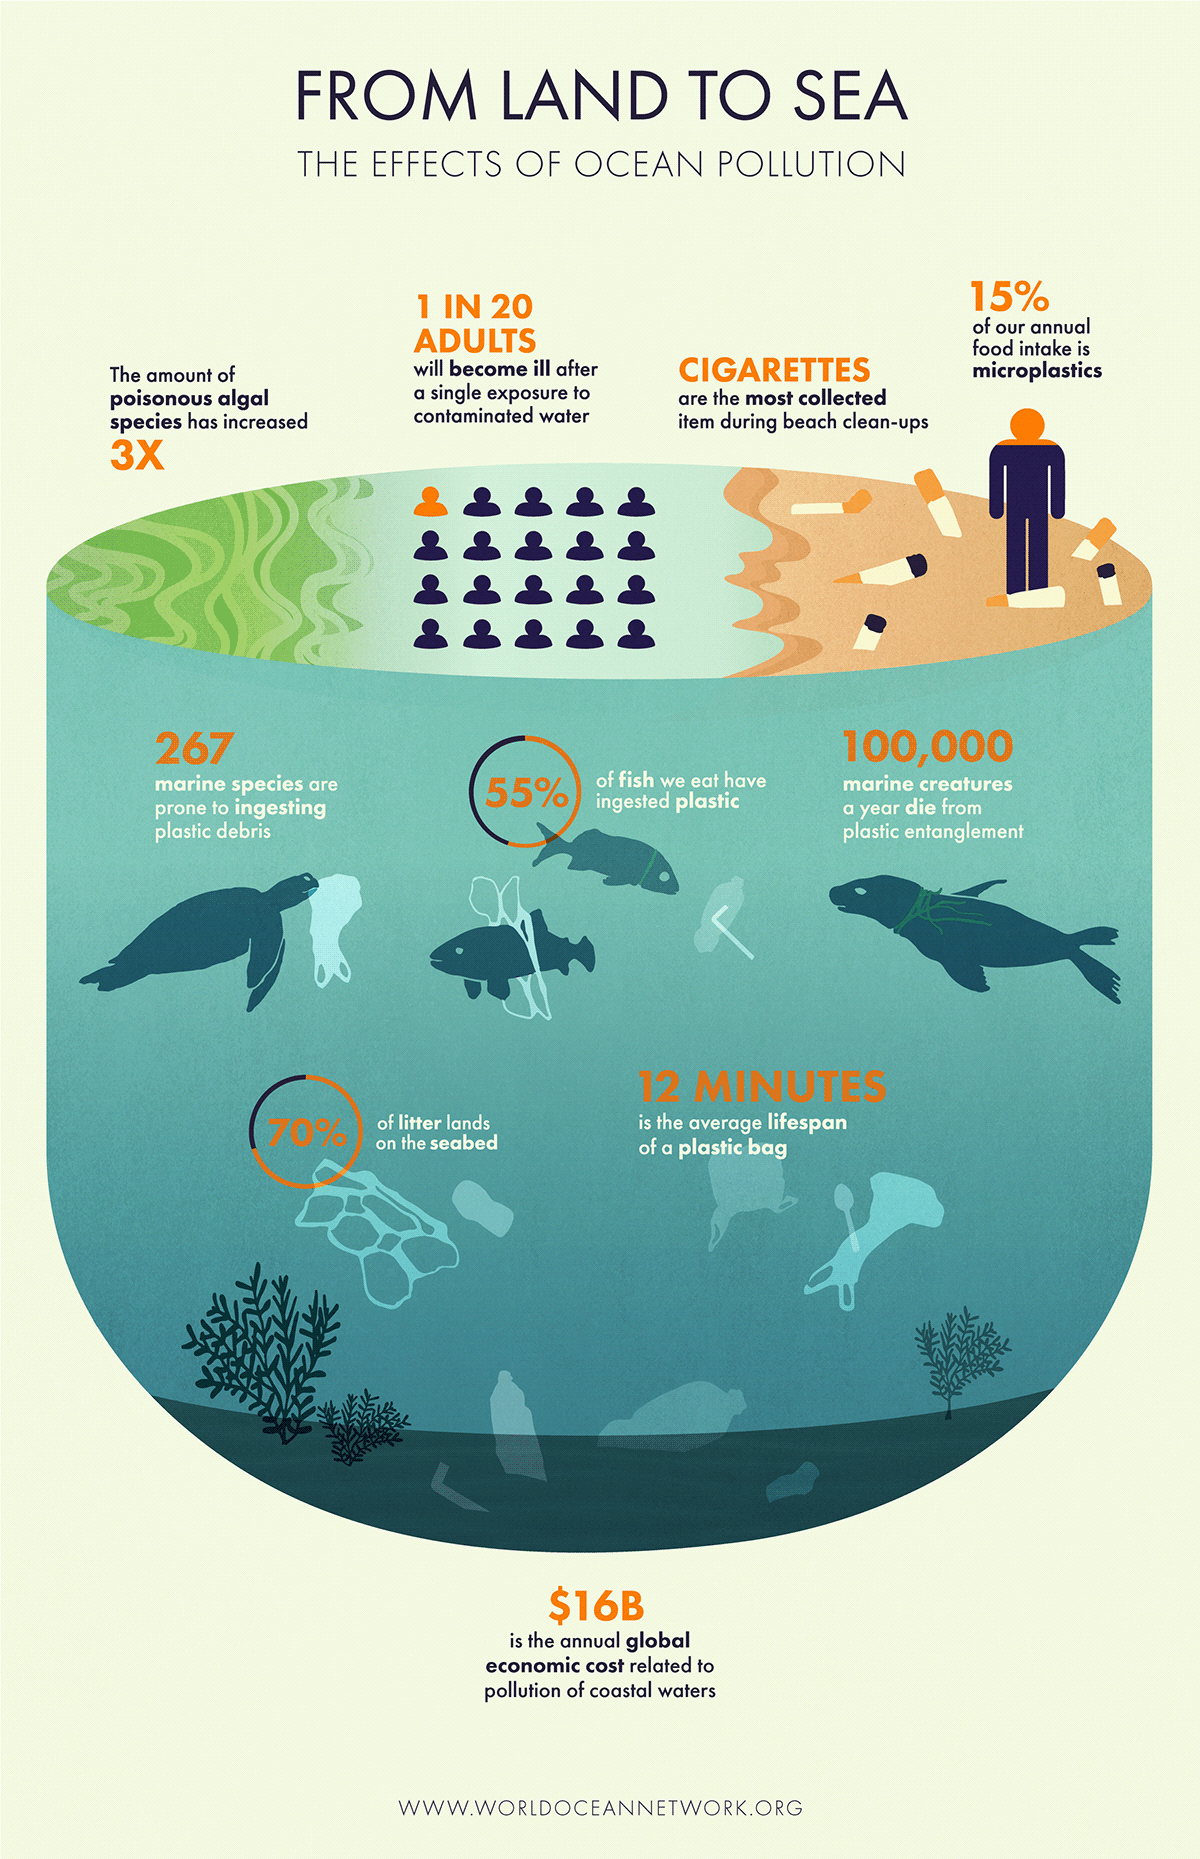 FROM LAND TO SEA
THE EFFECTS OF OCEAN POLLUTION
The amount of
poisonous algal
species has increased
3X
1 IN 20
ADULTS
will become ill after
a single exposure to
contaminated water
CIGARETTES
are the most collected
item during beach clean-ups
15%
of our annual
food intake is
microplastics
267
marine species are
prone to ingesting
plastic debris
55%
of fish we eat have
ingested plastic
100,000
marine creatures
a year die from
plastic entanglement
70%
of litter lands
on the seabed
12 MINUTES
is the average lifespan
of a plastic bag
$16B
is the annual global
economic cost related to
pollution of coastal waters
WWW.WORLDOCEANNETWORK.ORG